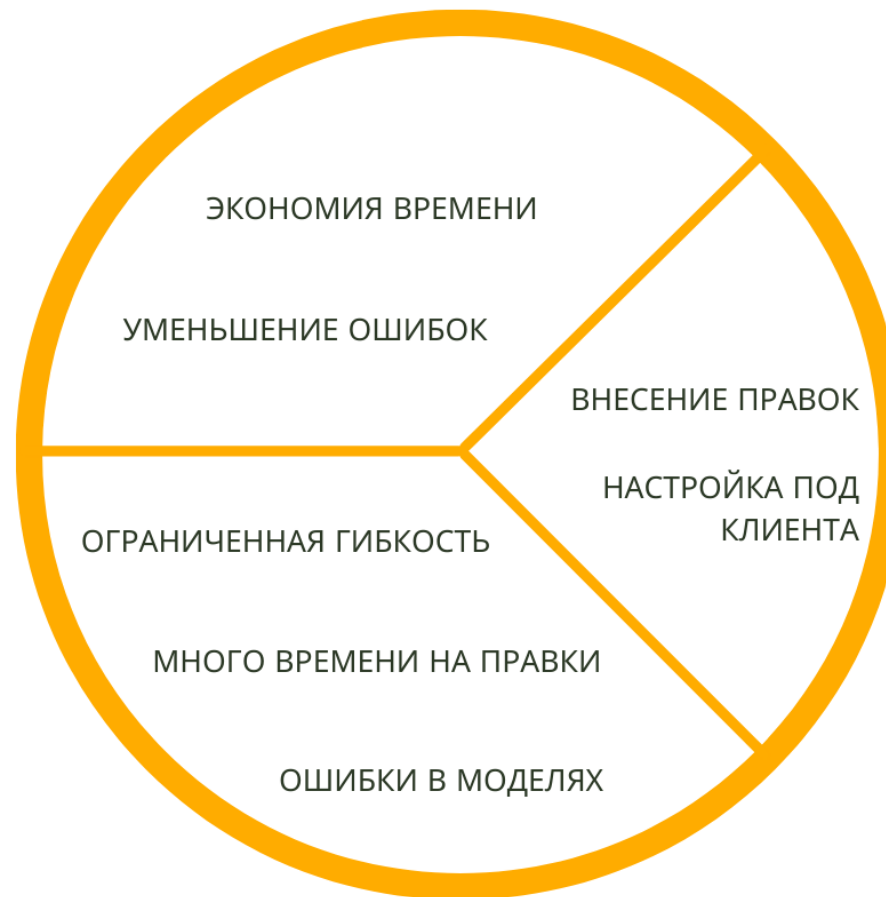 ЭКОНОМИЯ ВРЕМЕНИ
УМЕНЬШЕНИЕ ОШИБОК
ВНЕСЕНИЕ ПРАВОК
НАСТРОЙКА ПОД
КЛИЕНТА
ОГРАНИЧЕННАЯ ГИБКОСТЬ
МНОГО ВРЕМЕНИ НА ПРАВКИ
ОШИБКИ В МОДЕЛЯХ